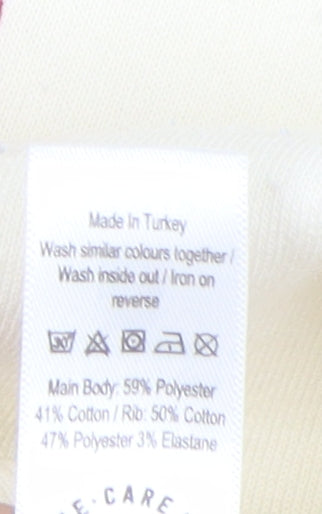 Made In Turkey
Wash similar colours together /
Wash inside out / Iron on
reverse
30°
Main Body: 59% Polyester
41% Cotton / Rib: 50% Cotton
47% Polyester 3% Elastane
E · CARE